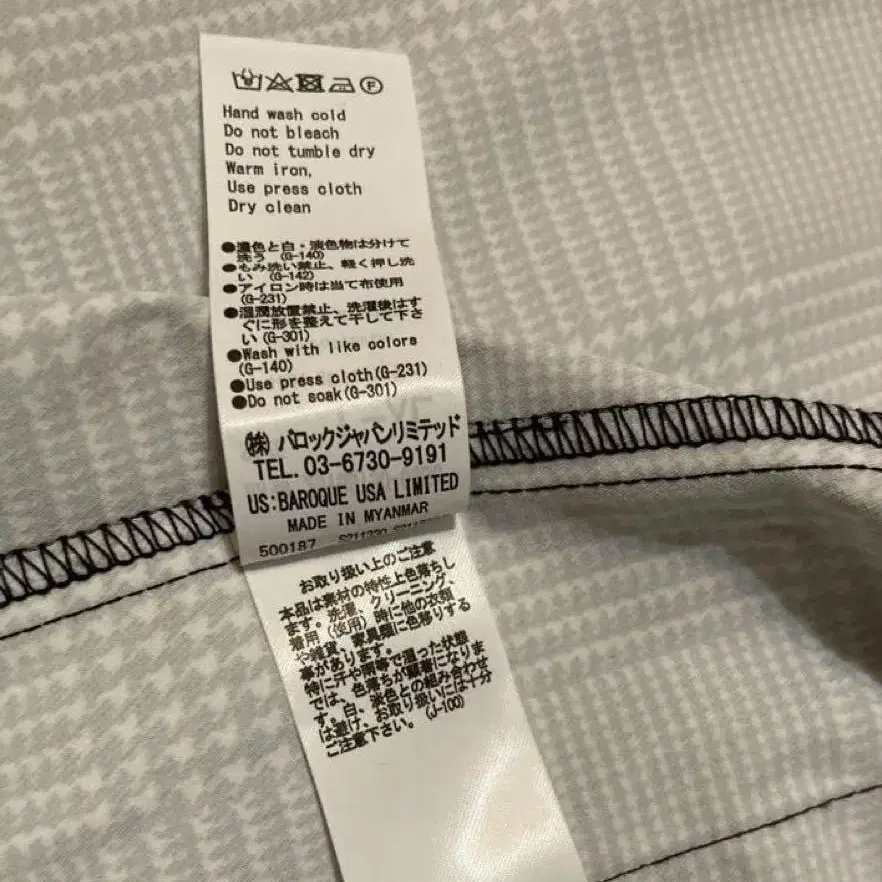 F
Hand wash cold
Do not bleach
Do not tumble dry
Warm iron,
Use press cloth
Dry clean
●濃色と白・淡色物は分けて
洗う (G-140)
●もみ洗い禁止、軽く押し洗
い (G-142)
●アイロン時は当て布使用
(G-231)
●湿潤放置禁止、洗濯後はす
ぐに形を整えて干して下さ
い (G-301)
●Wash with like colors
(G-140)
●Use press cloth(G-231)
●Do not soak(G-301)
㈱ バロックジャパンリミテッド
TEL. 03-6730-9191
US:BAROQUE USA LIMITED
MADE IN MYANMAR
500187
お取り扱い上のご注意
本品は素材の特性上色落ちし
ます。洗濯、クリーニング、
着用(使用)時に他の衣類
や雑貨、家具類に色移りする
事があります。
特に汗や雨等で湿った状態
では、色落ちが顕著になりま
す。白、淡色との組み合わせ
は避け、お取り扱いには十分
ご注意下さい。 (J-100)